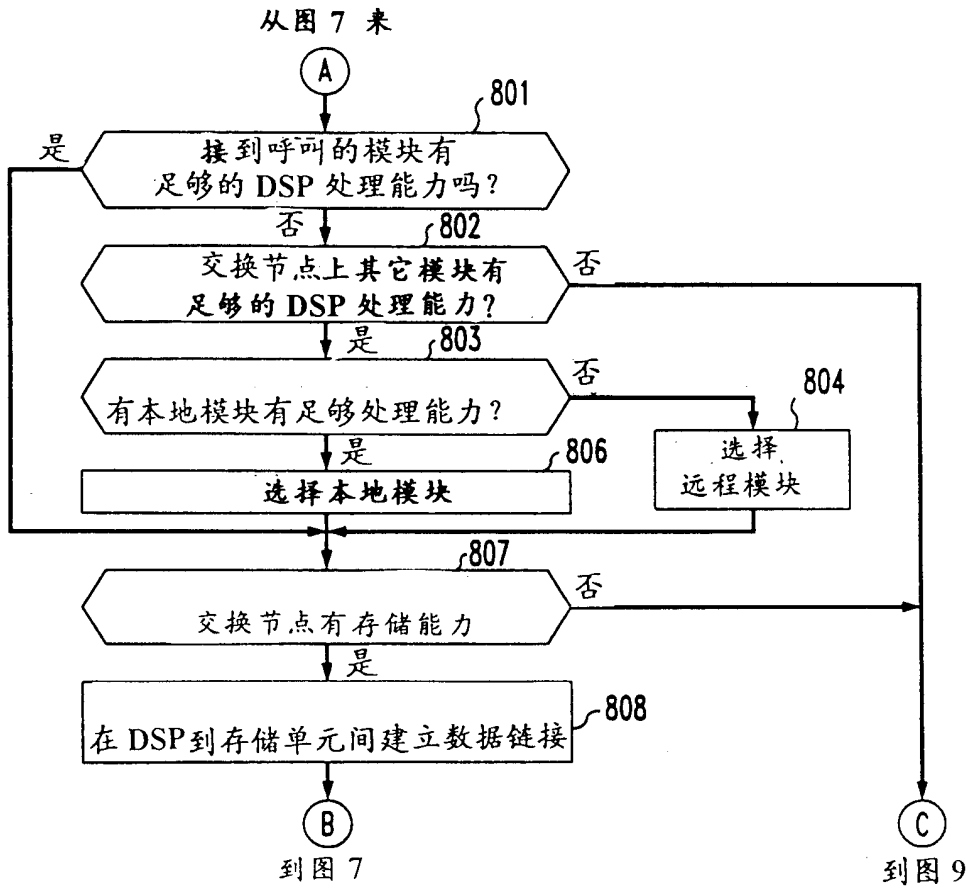 从图 7 来
A
801
是
接到呼叫的模块有
足够的 DSP 处理能力吗?
否
802
交换节点上其它模块有
足够的 DSP 处理能力?
否
是
803
有本地模块有足够处理能力?
否
804
选择
远程模块
是
806
选择本地模块
807
交换节点有存储能力
否
是
808
在 DSP到存储单元间建立数据链接
B
到图 7
C
到图 9